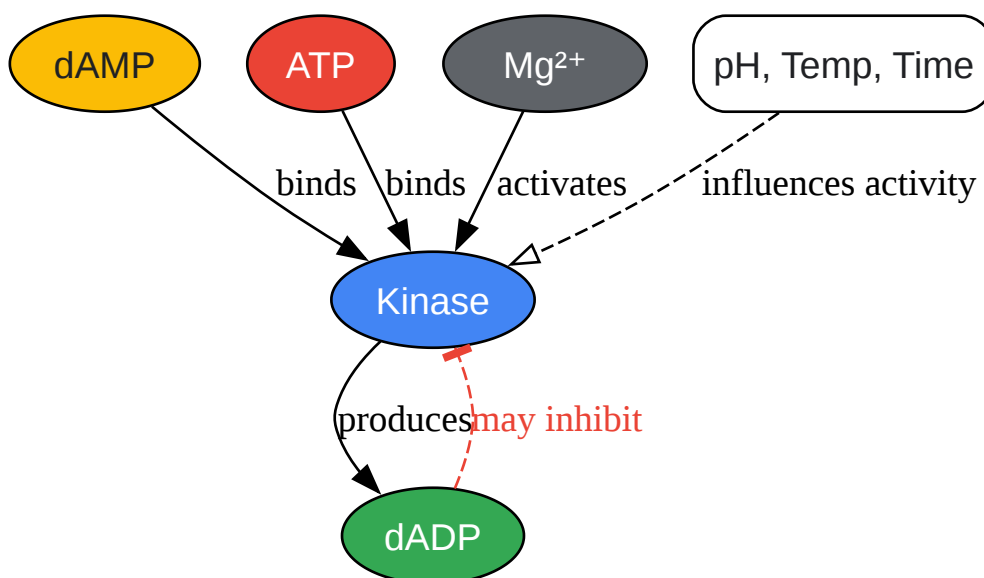 dAMP
ATP
Mg²⁺
pH, Temp, Time
binds
binds
activates
influences activity
Kinase
produces
may inhibit
dADP